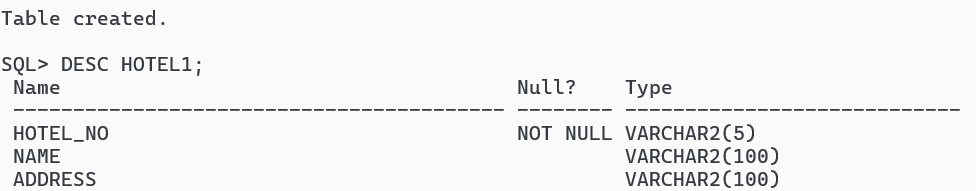 Table created.
SQL> DESC HOTEL1;
 Name                                      Null?    Type
 ----------------------------------------- -------- ----------------------------
 HOTEL_NO                                  NOT NULL VARCHAR2(5)
 NAME                                               VARCHAR2(100)
 ADDRESS                                            VARCHAR2(100)